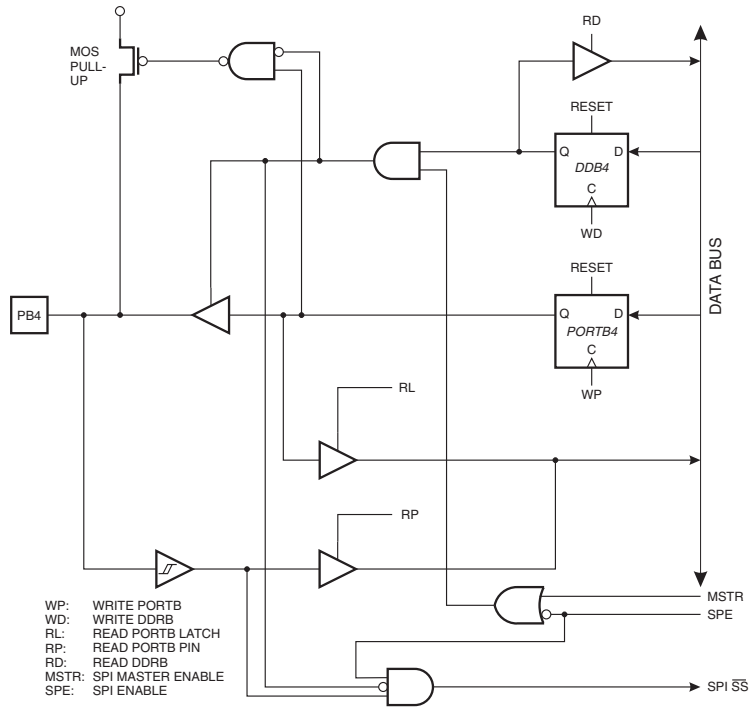 RD
MOS
PULL-
UP
RESET
Q
D
DDB4
C
WD
RESET
DATA BUS
PB4
Q
D
PORTB4
C
WP
RL
RP
MSTR
SPE
WP: WRITE PORTB
WD: WRITE DDRB
RL: READ PORTB LATCH
RP: READ PORTB PIN
RD: READ DDRB
MSTR: SPI MASTER ENABLE
SPE: SPI ENABLE
SPI S̅S̅